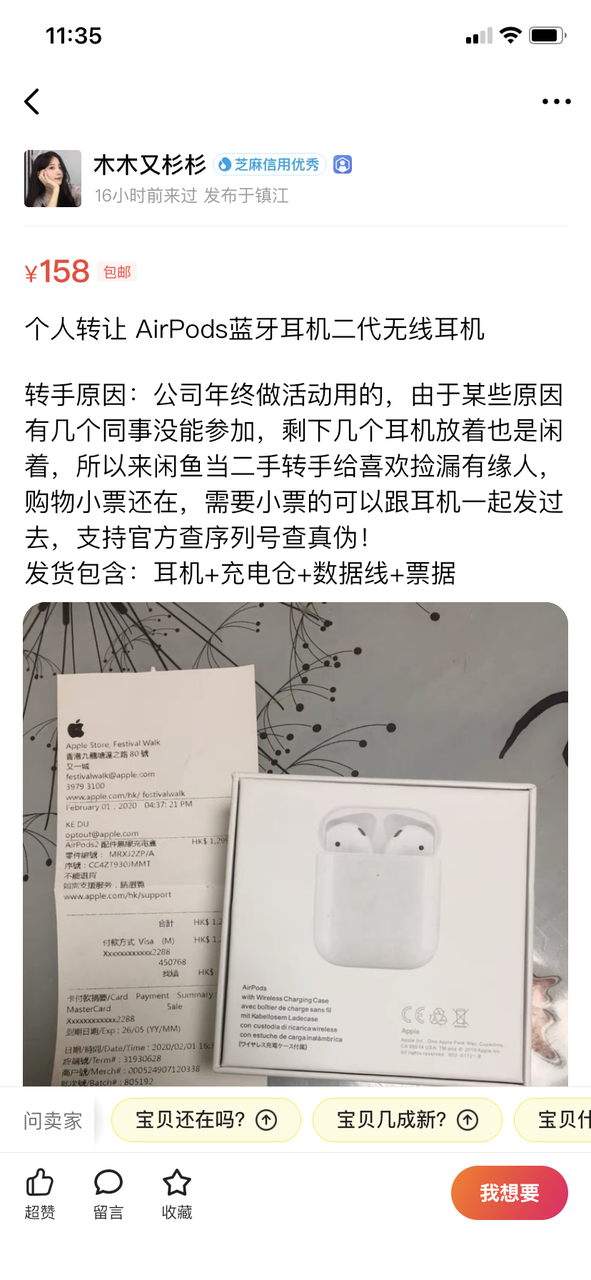 11:35
木木又杉杉 芝麻信用优秀
16小时前来过 发布于镇江
¥158 包邮
个人转让 AirPods蓝牙耳机二代无线耳机
转手原因：公司年终做活动用的，由于某些原因
有几个同事没能参加，剩下几个耳机放着也是闲
着，所以来闲鱼当二手转手给喜欢捡漏有缘人，
购物小票还在，需要小票的可以跟耳机一起发过
去，支持官方查序列号查真伪！
发货包含：耳机+充电仓+数据线+票据
Apple Store, Festival Walk
香港九龍塘達之路 80 號
又一城
festivalwalk@apple.com
3979 3100
www.apple.com/hk/ festivalwalk
February 01 , 2020 04:37: 21 PM
KE DU
optout@apple.com
AirPods2 配件無線充電盒 HK$ 1,29
零件編號： MRXJ2ZP/A
序號：CC4ZT930JMMT
不能退貨
如需支援服務，請瀏覽
www.apple.com/hk/support
合計 HK$ 1,2
付款方式 Visa (M) HK$ 1,
Xxxxxxxxxxxx2288
450768
找續 HK$
卡付款摘要/Card Payment Summary
MasterCard Sale
Xxxxxxxxxxxx2288
到期日期/Exp : 26/05 (YY/MM)
日期/時間/Date/Time : 2020/02/01 16:3
終端號/Term# : 31930628
商户號/Merch# : 000524907120338
批次號/Batch# : 805192
AirPods
with Wireless Charging Case
avec boîtier de charge sans fil
mit Kabellosem Ladecase
con custodia di ricarica wireless
con estuche de carga inalámbrica
(ワイヤレス充電ケース付属)
CE
Apple
问卖家 宝贝还在吗？ 宝贝几成新？ 宝贝什
超赞 留言 收藏 我想要